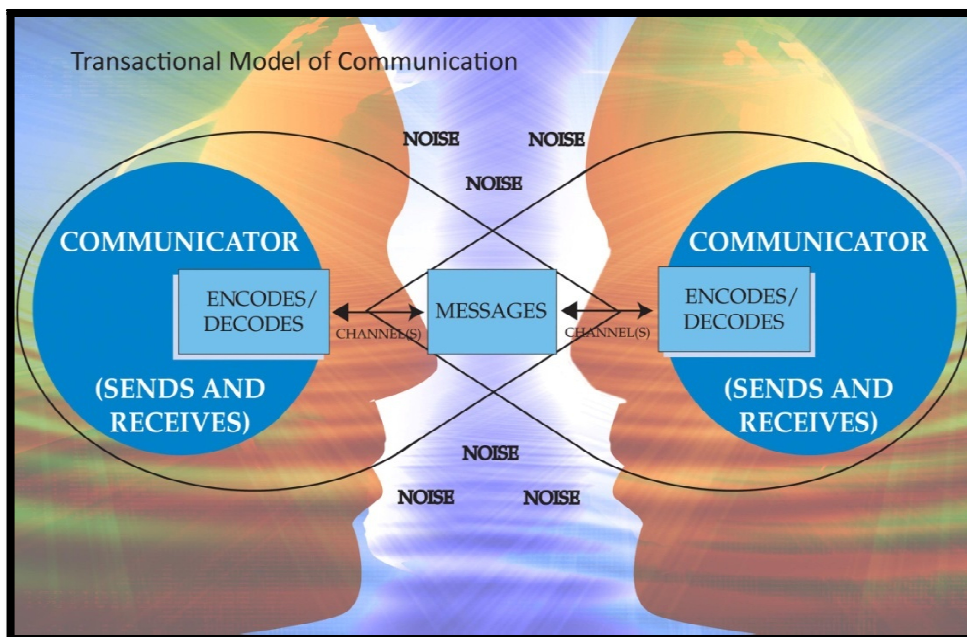 Transactional Model of Communication
NOISE NOISE
NOISE
COMMUNICATOR
COMMUNICATOR
ENCODES/
DECODES
CHANNEL(S)
MESSAGES
CHANNEL(S)
ENCODES/
DECODES
(SENDS AND
RECEIVES)
(SENDS AND
RECEIVES)
NOISE
NOISE NOISE